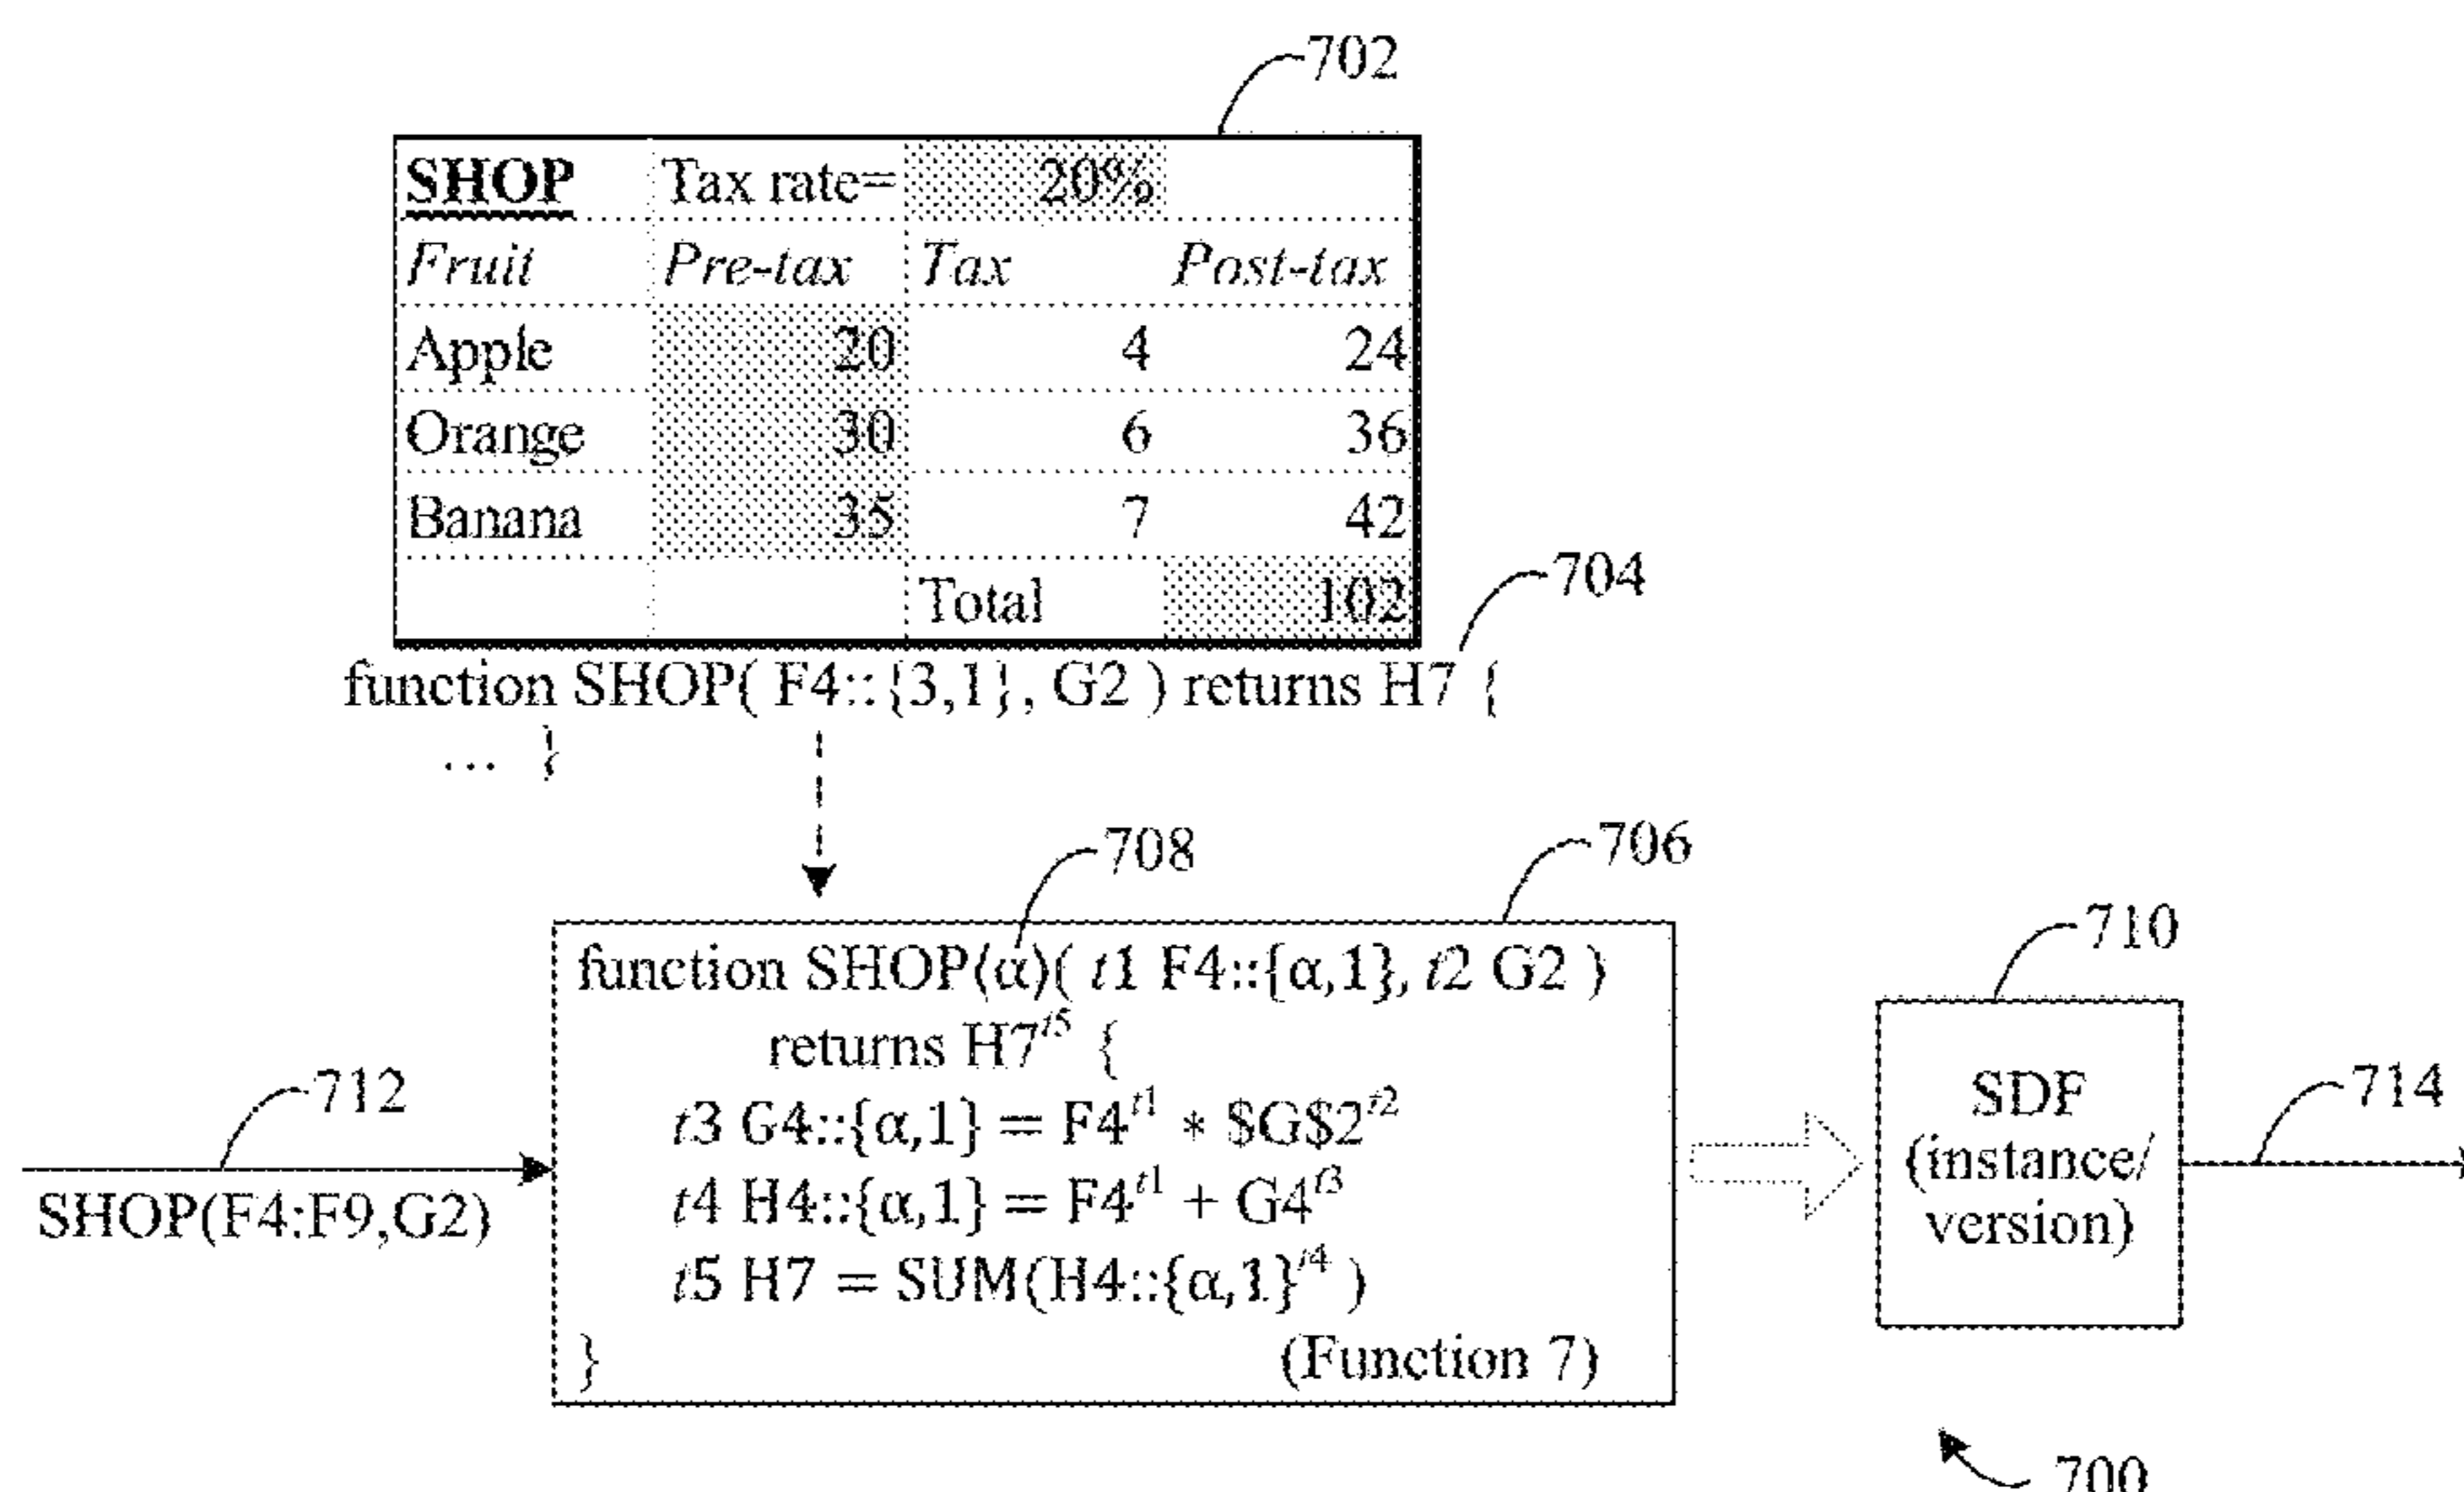 702
SHOP Tax rate= 20%
Fruit Pre-tax Tax Post-tax
Apple 20 4 24
Orange 30 6 36
Banana 35 7 42
Total 102
704
function SHOP( F4::{3,1}, G2 ) returns H7 {
... }
708
706
710
function SHOP(α)( t1 F4::{α,1}, t2 G2 )
returns H7^t5 {
t3 G4::{α,1} = F4^t1 * $G$2^t2
t4 H4::{α,1} = F4^t1 + G4^t3
t5 H7 = SUM(H4::{α,1}^t4 )
}
(Function 7)
712
SHOP(F4:F9,G2)
SDF
(instance/
version)
714
700